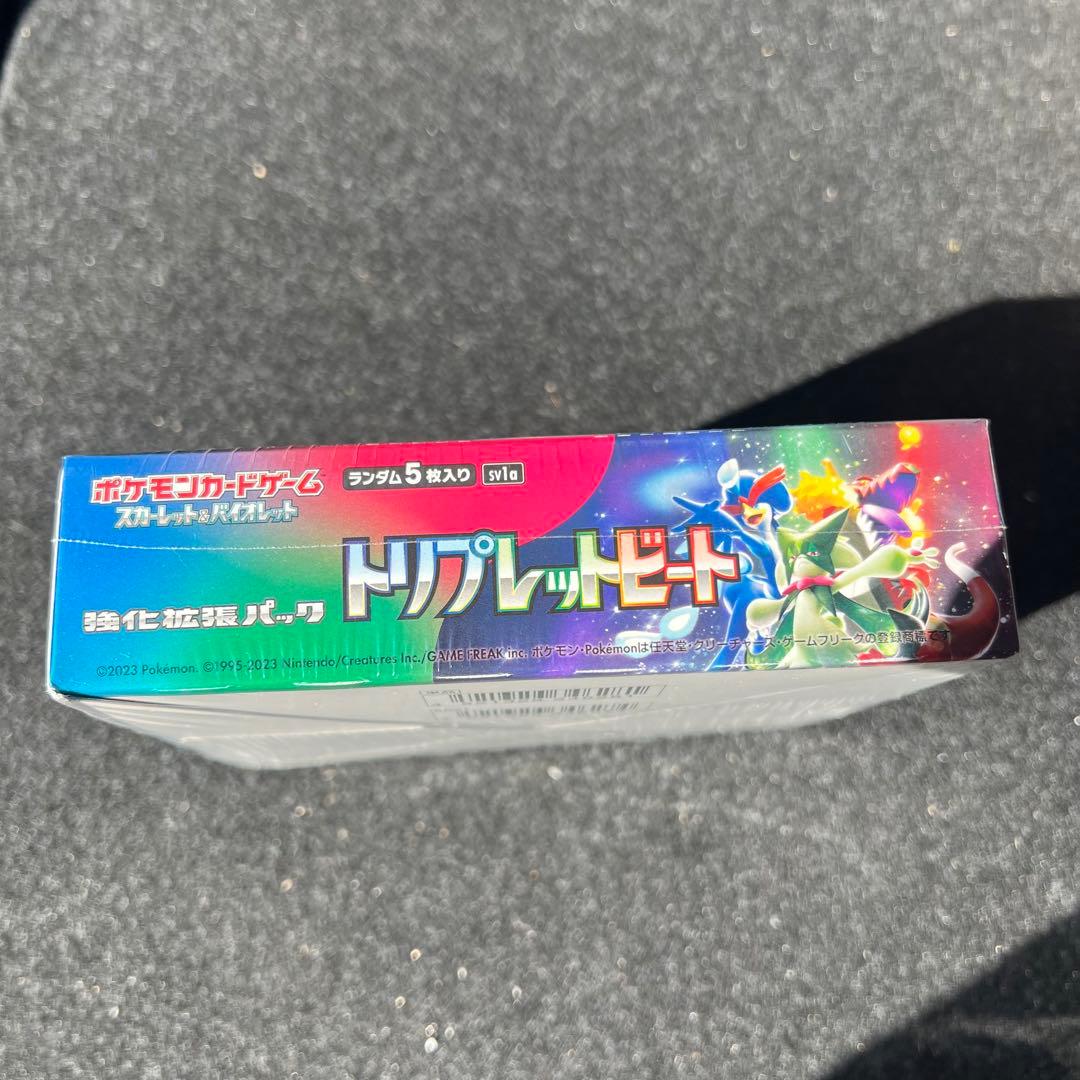 ポケモンカードゲーム
スカーレット&バイオレット
ランダム5枚入り sv1a
強化拡張パック
トリプレットビート
©2023 Pokémon. ©1995-2023 Nintendo/Creatures Inc./GAME FREAK inc. ポケモン・Pokémonは任天堂・クリーチャーズ・ゲームフリークの登録商標です